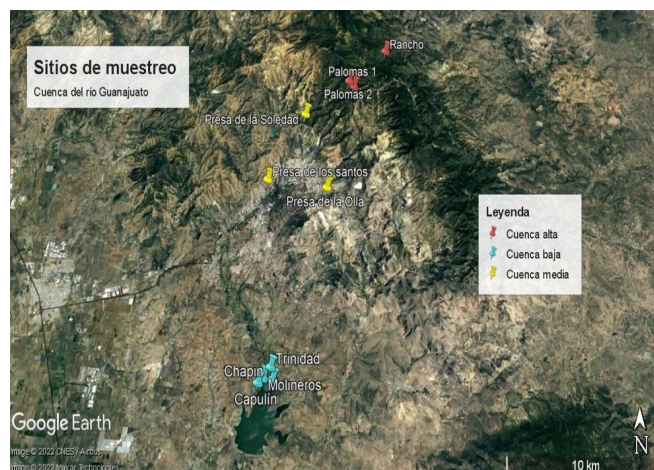 Sitios de muestreo
Cuenca del río Guanajuato
Rancho
Palomas 1
Palomas 2
Presa de la Soledad
Presa de los santos
Presa de la Olla
Leyenda
Cuenca alta
Cuenca baja
Cuenca media
Trinidad
Chapin
Molineros
Capulín
Google Earth
Image © 2022 CNES / Airbus
Image © 2022 Maxar Technologies
N
10 km